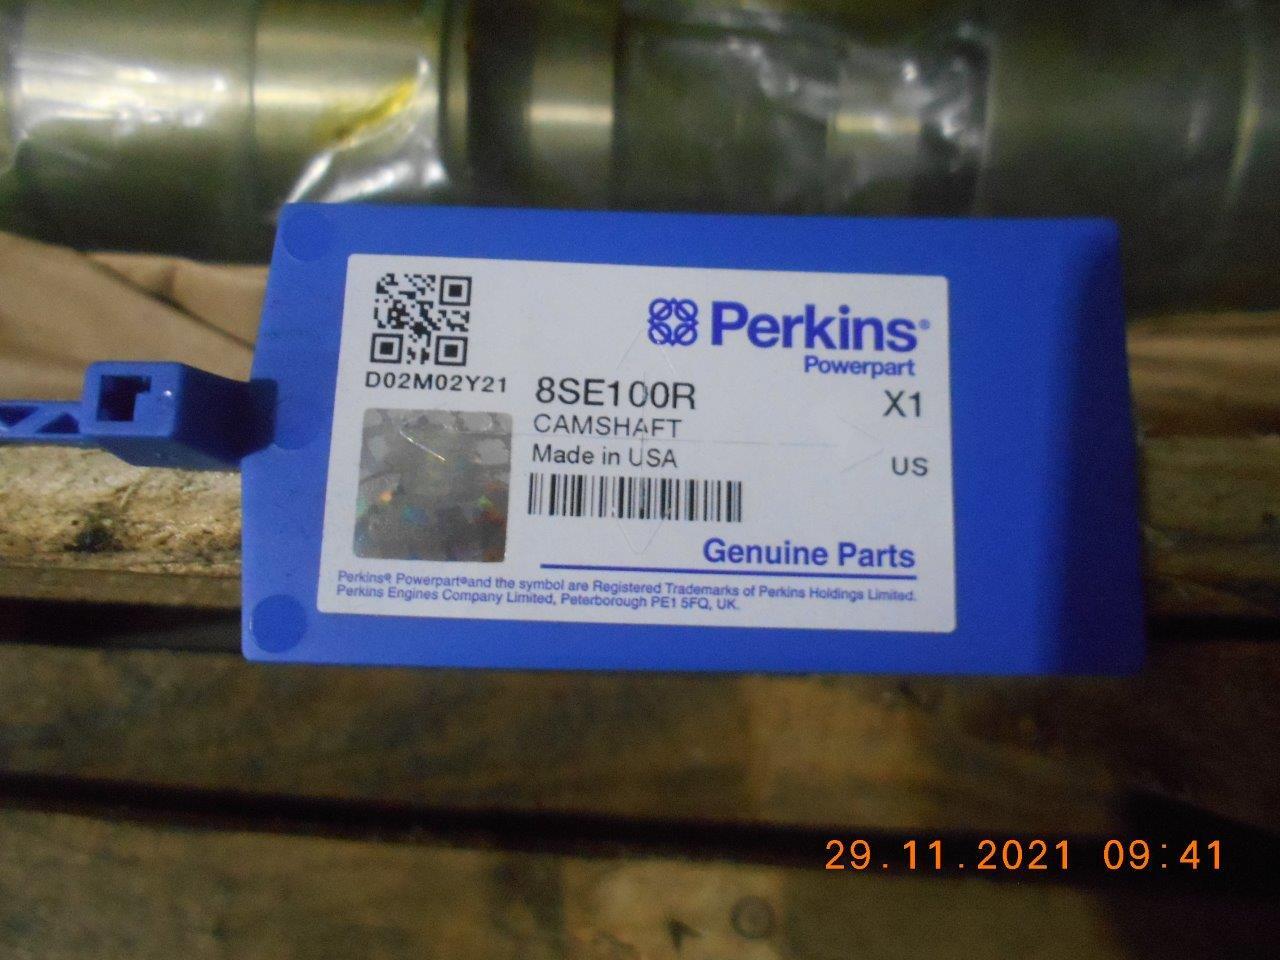 Perkins®
Powerpart
D02M02Y21
8SE100R
X1
CAMSHAFT
Made in USA
US
Genuine Parts
Perkins® Powerpart®and the symbol are Registered Trademarks of Perkins Holdings Limited.
Perkins Engines Company Limited, Peterborough PE1 5FQ, UK.
29.11.2021 09:41